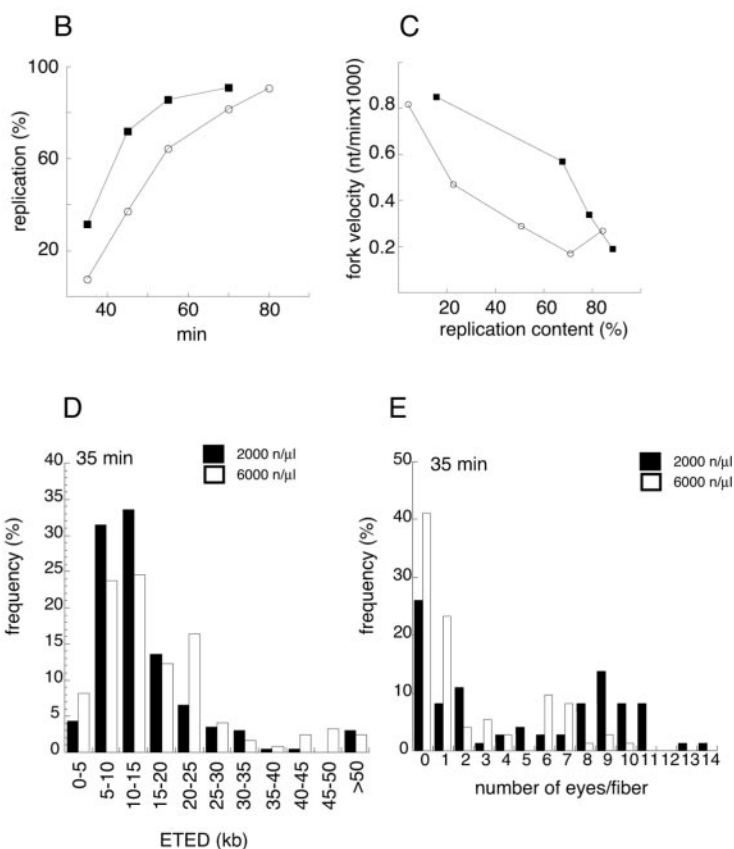 B
replication (%)
100
60
20
40
60
80
min
C
fork velocity (nt/minx1000)
0.8
0.6
0.4
0.2
20
40
60
80
replication content (%)
D
35 min
2000 n/µl
6000 n/µl
frequency (%)
40
35
30
25
20
15
10
5
0
0-5
5-10
10-15
15-20
20-25
25-30
30-35
35-40
40-45
45-50
>50
ETED (kb)
E
35 min
2000 n/µl
6000 n/µl
frequency (%)
50
40
30
20
10
0
0 1 2 3 4 5 6 7 8 9 10 11 12 13 14
number of eyes/fiber